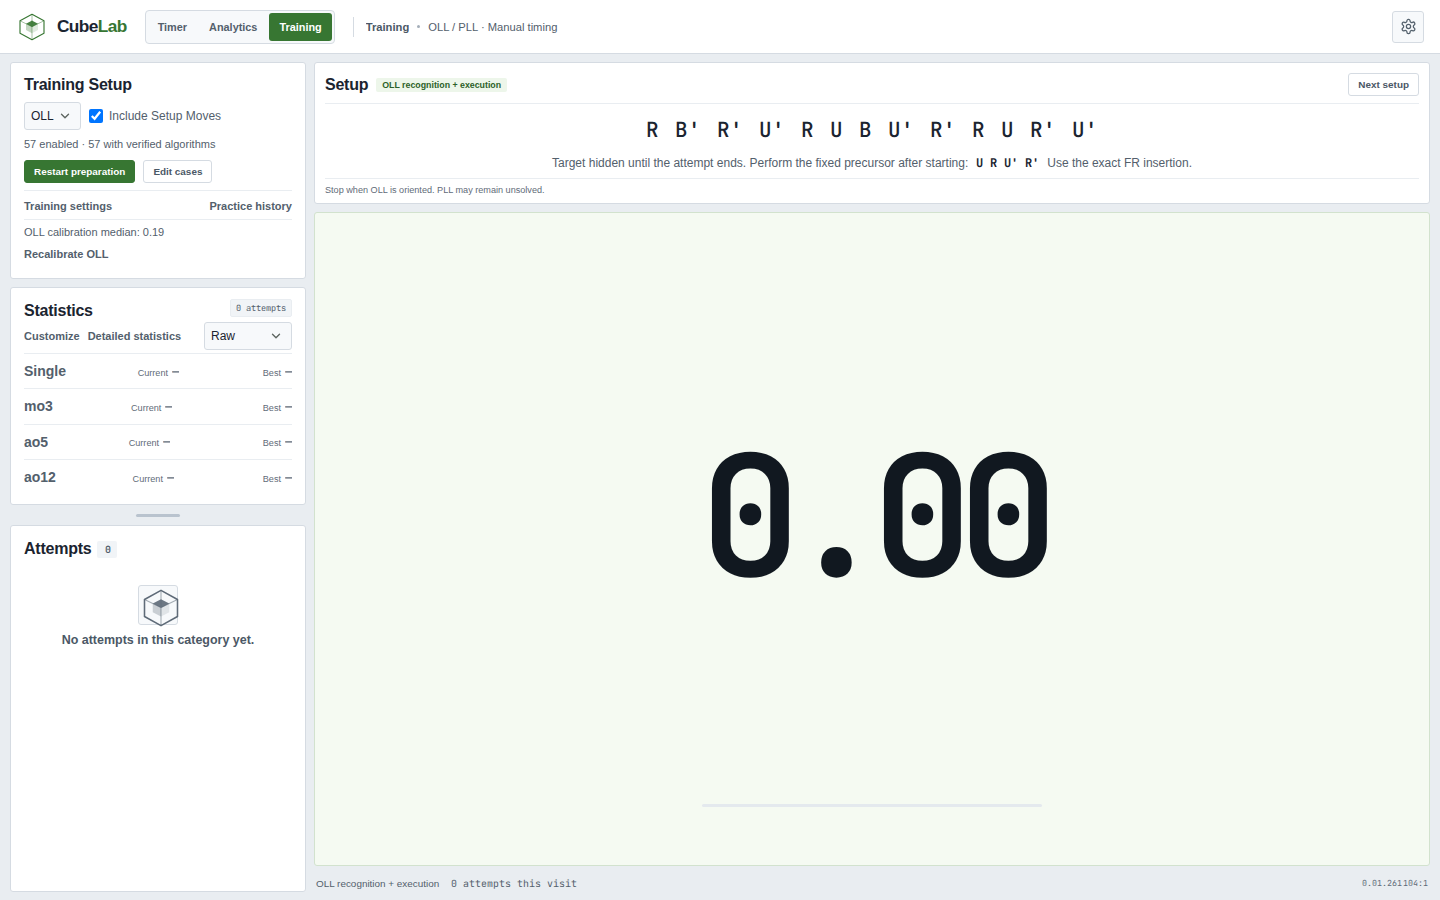 CubeLab
Timer Analytics Training
Training • OLL / PLL · Manual timing
Training Setup
OLL Include Setup Moves
57 enabled · 57 with verified algorithms
Restart preparation Edit cases
Training settings Practice history
OLL calibration median: 0.19
Recalibrate OLL
Statistics 0 attempts
Customize Detailed statistics Raw
Single Current — Best —
mo3 Current — Best —
ao5 Current — Best —
ao12 Current — Best —
Attempts 0
No attempts in this category yet.
Setup OLL recognition + execution Next setup
R B' R' U' R U B U' R' R U R' U'
Target hidden until the attempt ends. Perform the fixed precursor after starting: U R U' R' Use the exact FR insertion.
Stop when OLL is oriented. PLL may remain unsolved.
0.00
OLL recognition + execution 0 attempts this visit
0.01.261104:1